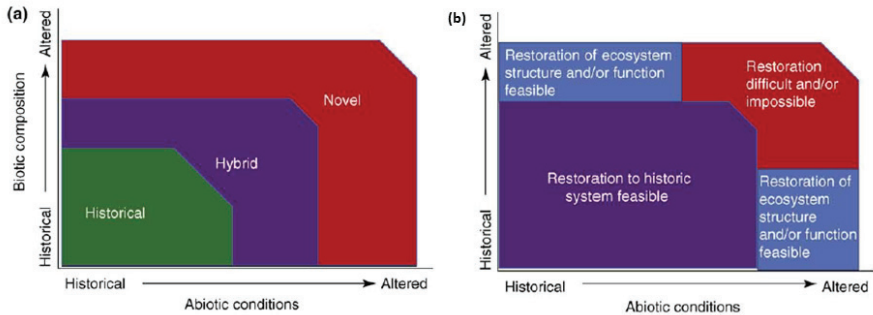 (a)
Biotic composition
Altered
Historical
Novel
Hybrid
Historical
Historical
Altered
Abiotic conditions
(b)
Altered
Historical
Restoration of ecosystem
structure and/or function
feasible
Restoration
difficult and/or
impossible
Restoration to historic
system feasible
Restoration of
ecosystem
structure
and/or function
feasible
Historical
Altered
Abiotic conditions